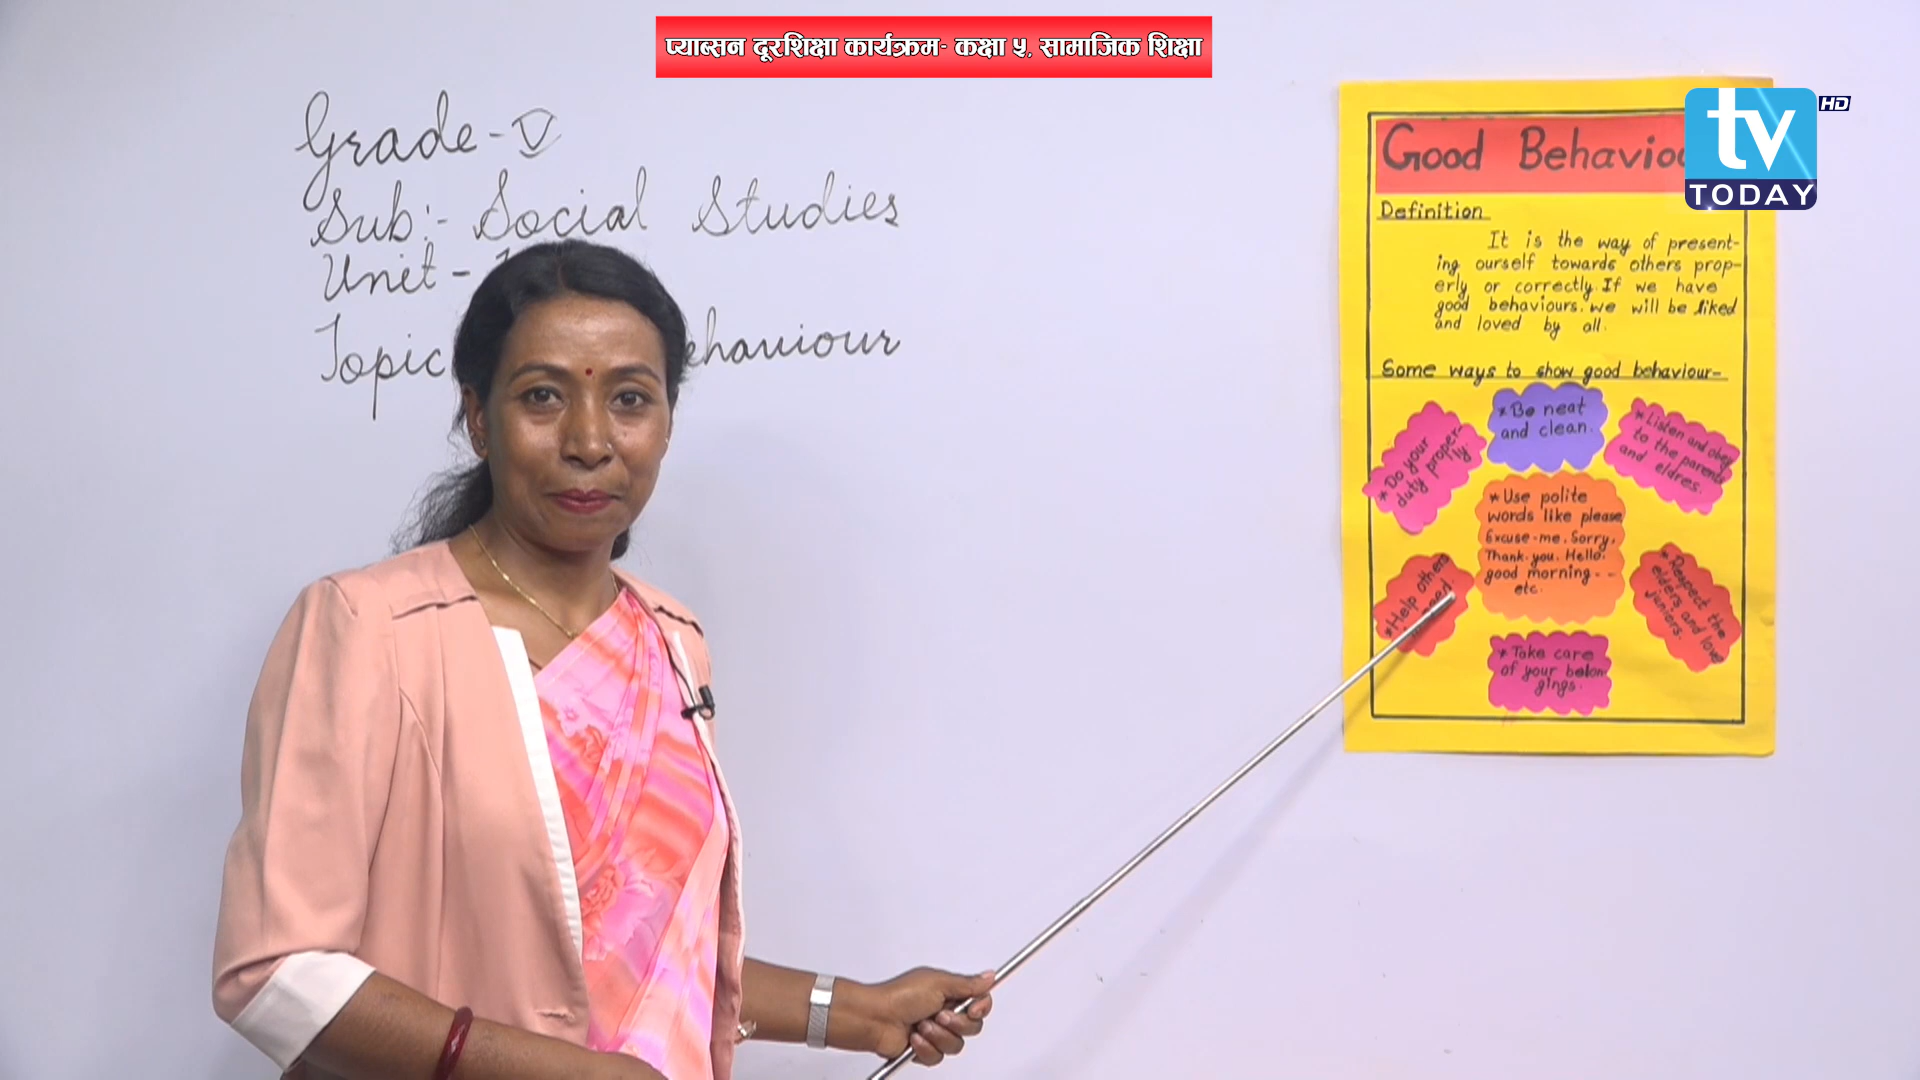 प्याब्सन दूरशिक्षा कार्यक्रम- कक्षा ५, सामाजिक शिक्षा
Grade - V
Sub:- Social Studies
Unit -
Topic
tv
HD
TODAY
Good
Definition
It is the way of present-
ing ourself towards others prop-
erly or correctly. If we have
good behaviours. we will be liked
and loved by all.
Some ways to show good behaviour-
* Be neat
and clean.
* Do your
duty proper-
ly.
* Listen and obey
to the parents
and eldres.
* Use polite
words like please,
Excuse-me. Sorry,
Thank-you. Hello.
good morning - -
etc.
* Help others
* Respect the
elders and love
juniors.
* Take care
of your belon
gings.